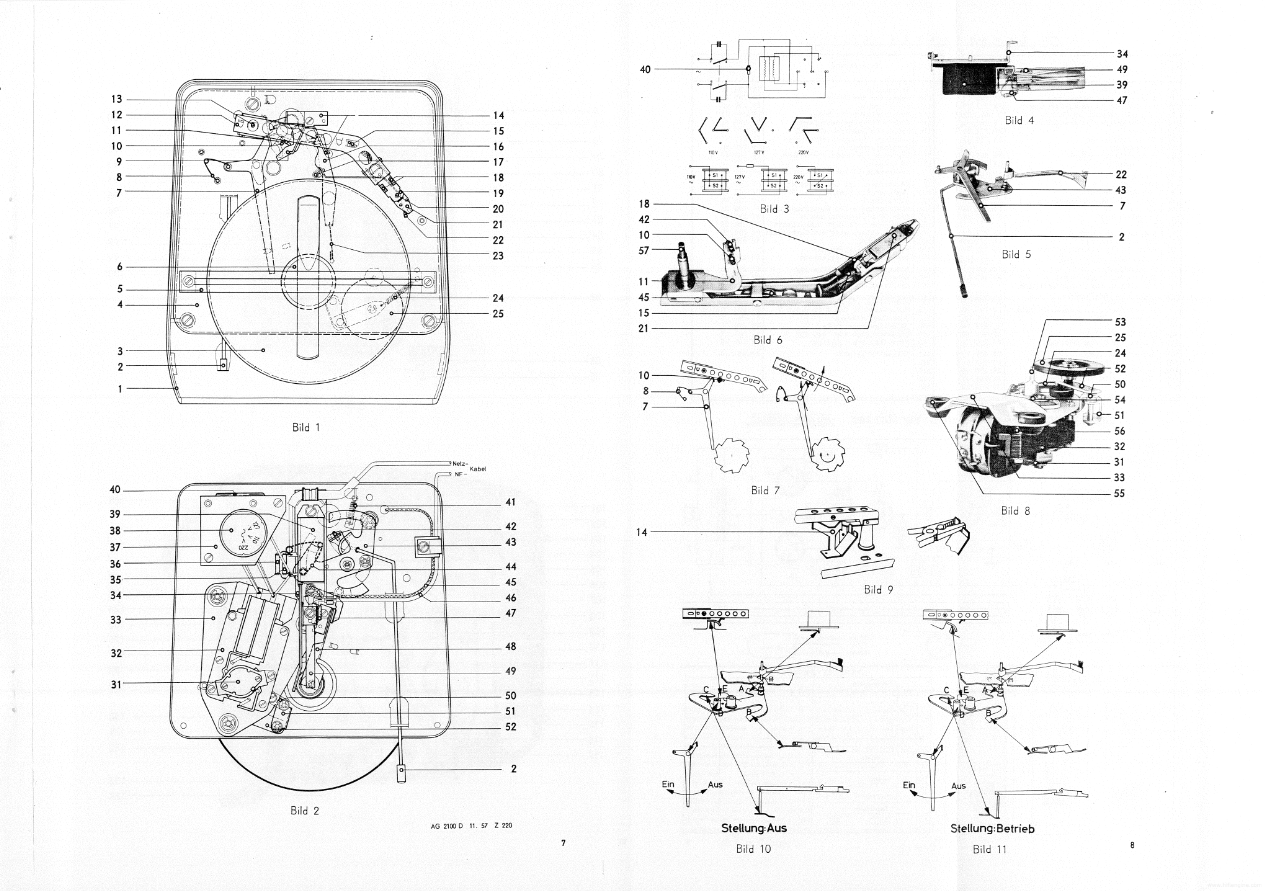 13
12
11
10
9
8
7
6
5
4
3
2
1
14
15
16
17
18
19
20
21
22
23
24
25
Bild 1
Netz-
Kabel
NF-
40
39
38
37
36
35
34
33
32
31
41
42
43
44
45
46
47
48
49
50
51
52
2
DZZ
Bild 2
AG 2100 D 11. 57 Z 220
7
40
110V
127V
220V
110V
S1
S2
127V
S1
S2
220V
S1
S2
Bild 3
34
49
39
47
Bild 4
22
43
7
2
Bild 5
18
42
10
57
11
45
15
21
Bild 6
10
8
7
Bild 7
53
25
24
52
50
54
51
56
32
31
33
55
Bild 8
14
Bild 9
C
E
A
B
Ein
Aus
Stellung:Aus
Bild 10
C
E
A
B
Ein
Aus
Stellung:Betrieb
Bild 11
8